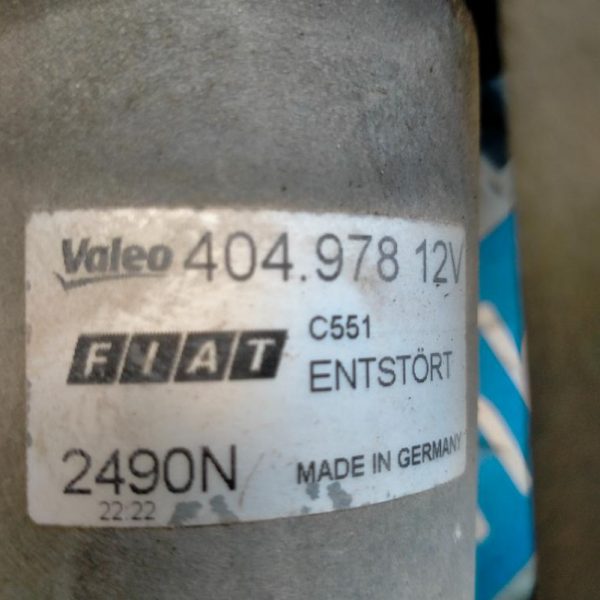 Valeo 404.978 12V
FIAT
C551
ENTSTÖRT
2490N
MADE IN GERMANY
22:22